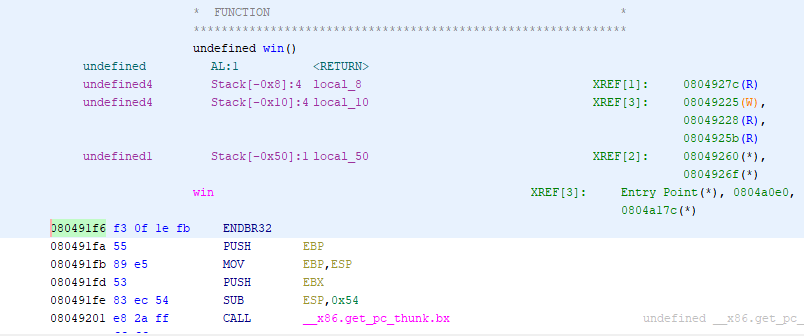 * FUNCTION *
**************************************************************
undefined win()
undefined AL:1 <RETURN>
undefined4 Stack[-0x8]:4 local_8 XREF[1]: 0804927c(R)
undefined4 Stack[-0x10]:4 local_10 XREF[3]: 08049225(W),
08049228(R),
0804925b(R)
undefined1 Stack[-0x50]:1 local_50 XREF[2]: 08049260(*),
0804926f(*)
win XREF[3]: Entry Point(*), 0804a0e0,
0804a17c(*)
080491f6 f3 0f 1e fb ENDBR32
080491fa 55 PUSH EBP
080491fb 89 e5 MOV EBP,ESP
080491fd 53 PUSH EBX
080491fe 83 ec 54 SUB ESP,0x54
08049201 e8 2a ff CALL __x86.get_pc_thunk.bx undefined __x86.get_pc_